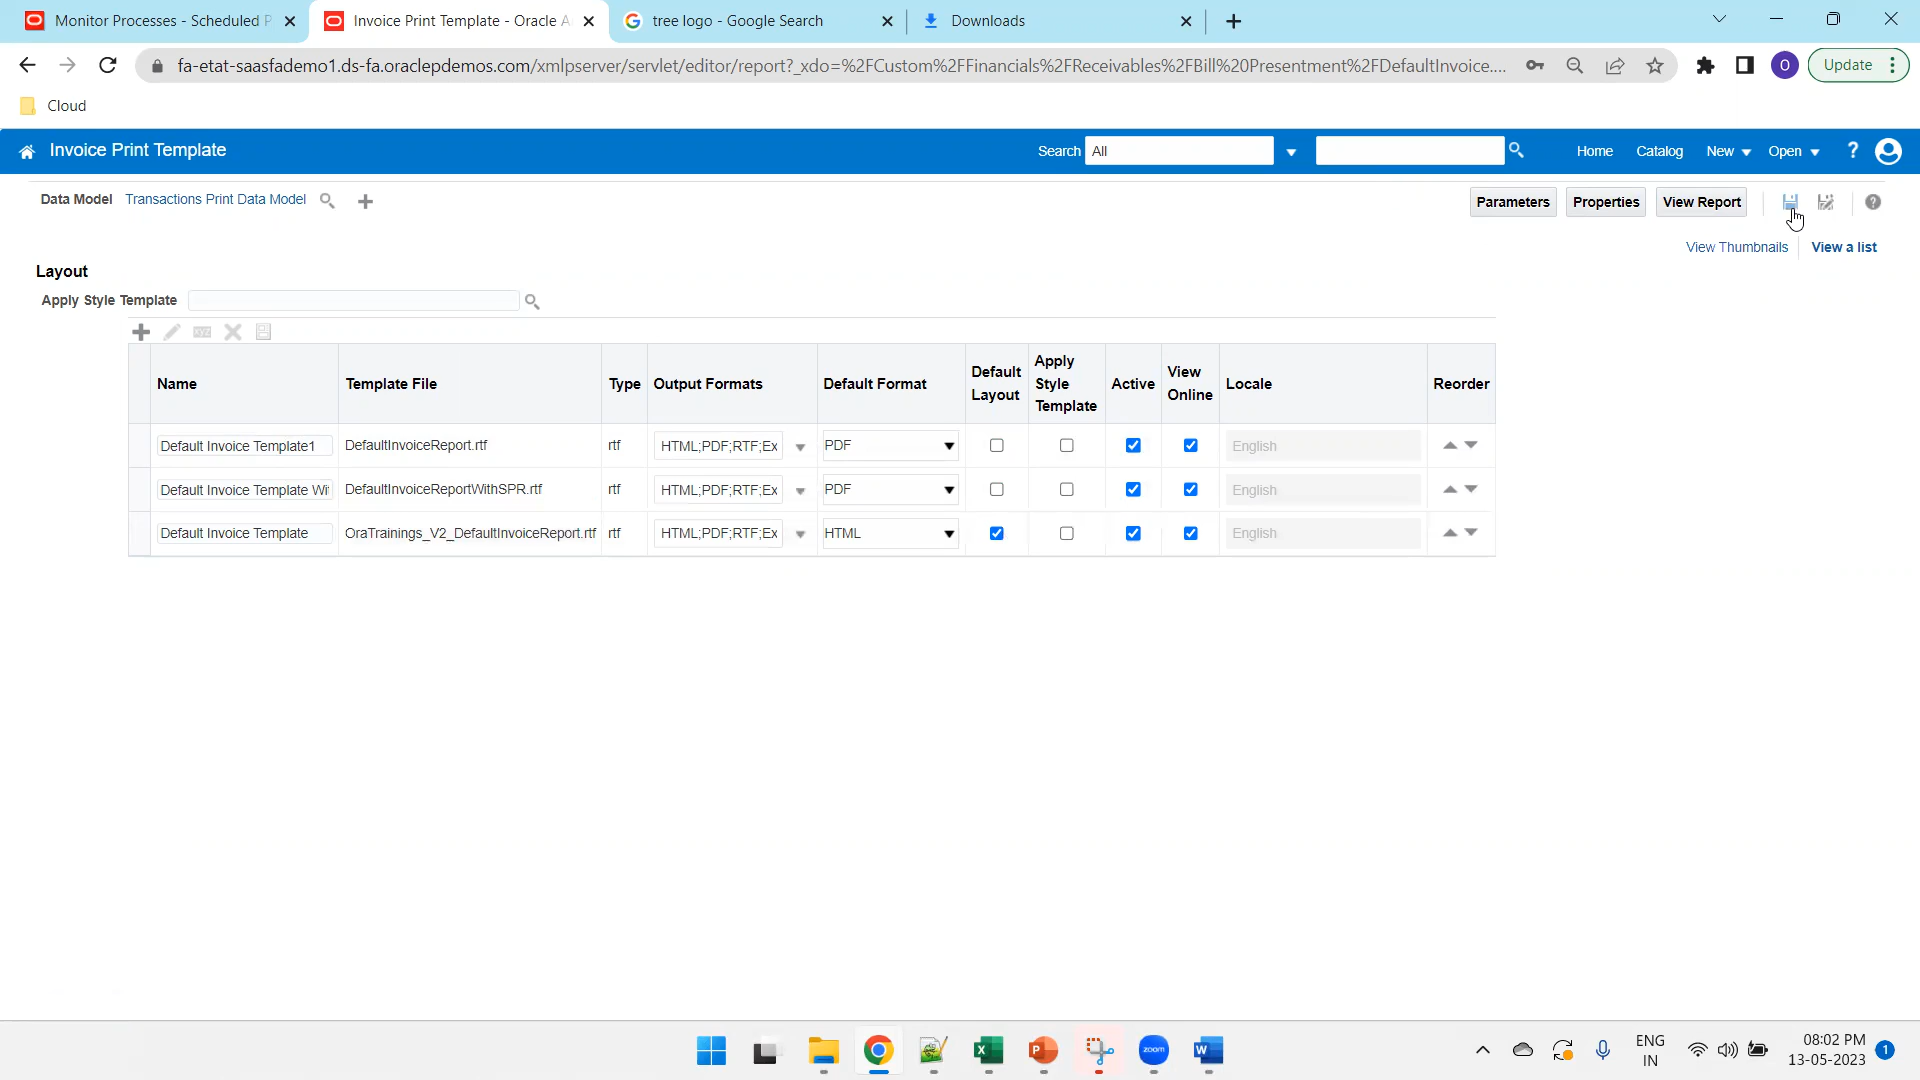 Monitor Processes - Scheduled P
Invoice Print Template - Oracle A
tree logo - Google Search
Downloads
fa-etat-saasfademo1.ds-fa.oraclepdemos.com/xmlpserver/servlet/editor/report?_xdo=%2FCustom%2FFinancials%2FReceivables%2FBill%20Presentment%2FDefaultInvoice....
O
Update
Cloud
Invoice Print Template
Search All
Home Catalog New Open ?
Data Model Transactions Print Data Model
Parameters Properties View Report
View Thumbnails View a list
Layout
Apply Style Template
xyz
Name Template File Type Output Formats Default Format Default Layout Apply Style Template Active View Online Locale Reorder
Default Invoice Template1 DefaultInvoiceReport.rtf rtf HTML;PDF;RTF;Ex PDF English
Default Invoice Template Wi DefaultInvoiceReportWithSPR.rtf rtf HTML;PDF;RTF;Ex PDF English
Default Invoice Template OraTrainings_V2_DefaultInvoiceReport.rtf rtf HTML;PDF;RTF;Ex HTML English
zoom
ENG
IN
08:02 PM
13-05-2023
1